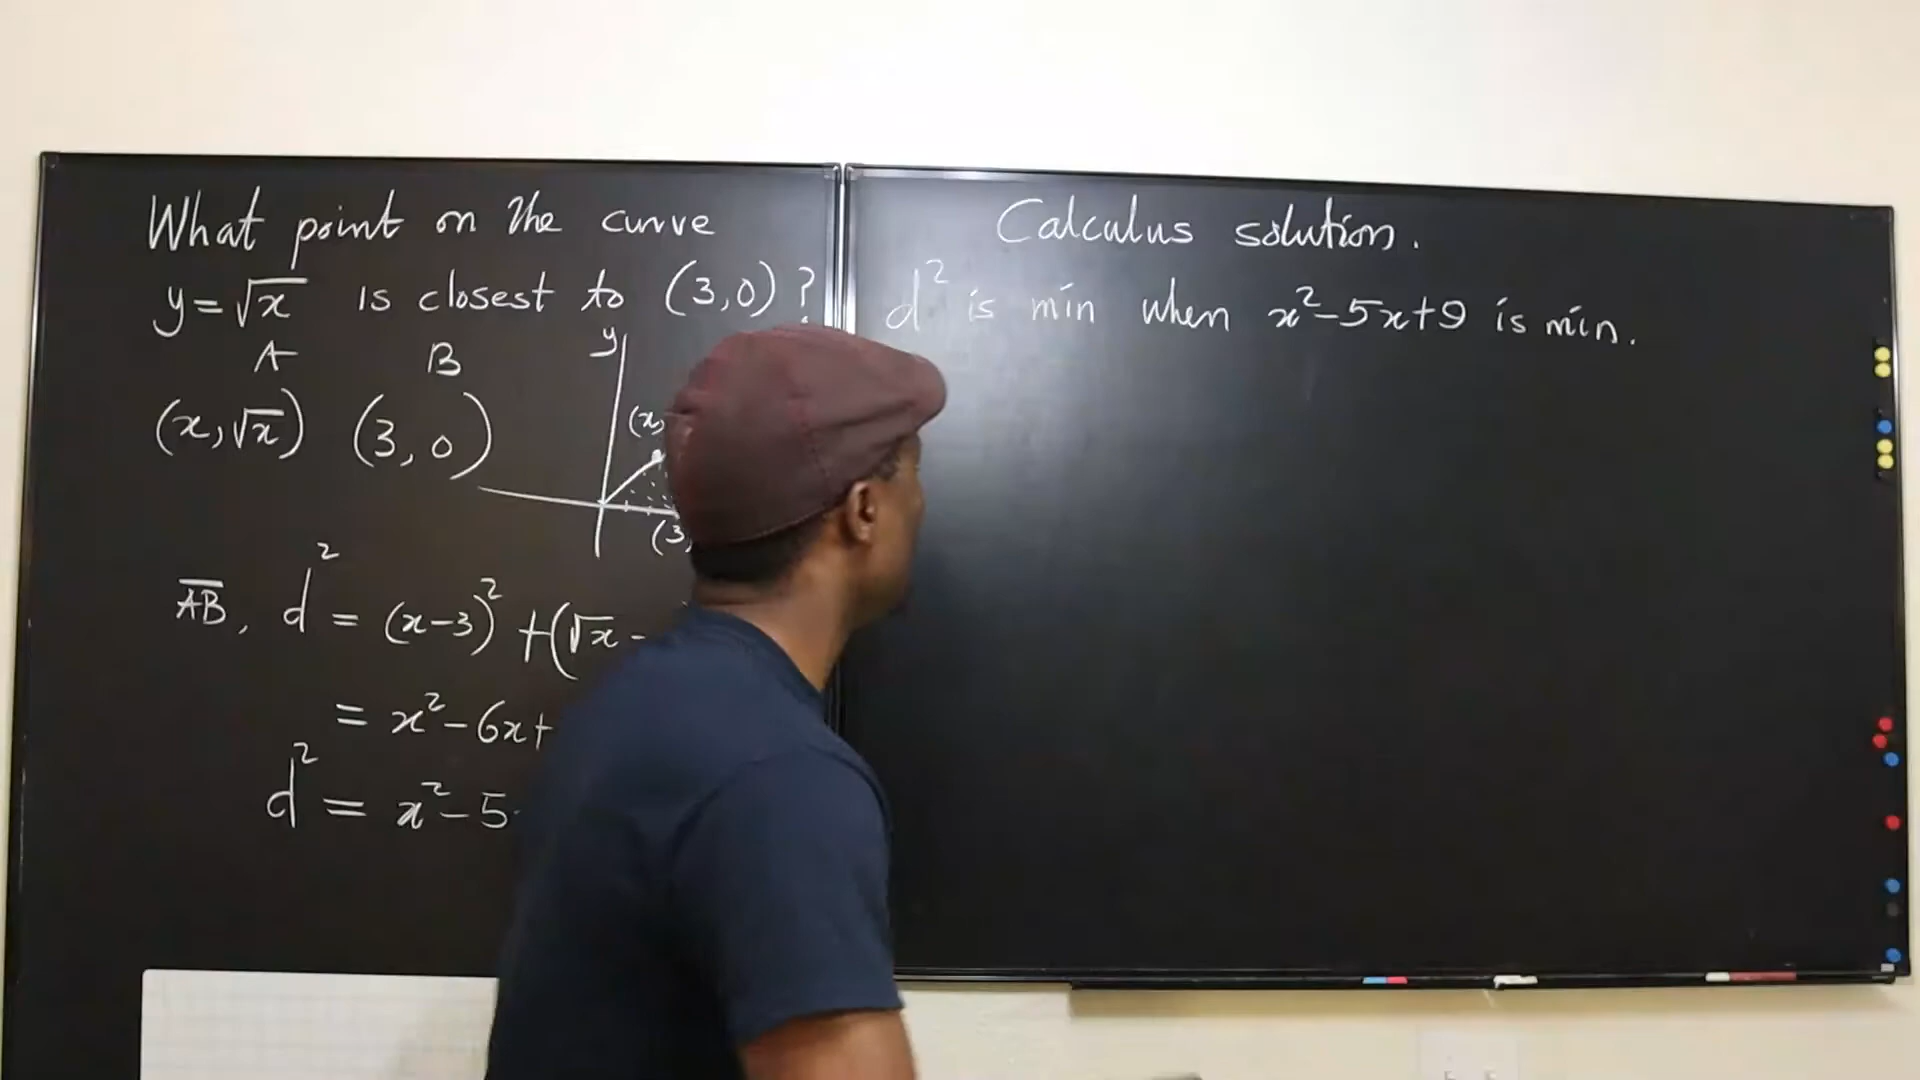 What point on the curve
y=√x is closest to (3,0)?
A B
(x,√x) (3,0)
y
(x,
(3,
AB, d² = (x-3)² +(√x -
= x²-6x+
d² = x²-5
Calculus solution.
d² is min when x²-5x+9 is min.